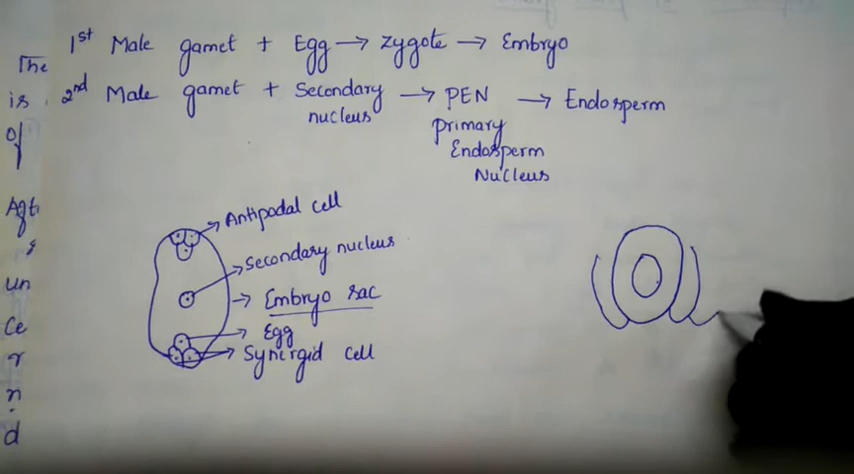 The
is
of
Agt.
un
Ce
r
n
d
1st Male gamet + Egg → zygote → Embryo
2nd Male gamet + Secondary nucleus → PEN → Endosperm
Primary
Endosperm
Nucleus
Antipodal cell
Secondary nucleus
→ Embryo sac
Egg
Synergid cell